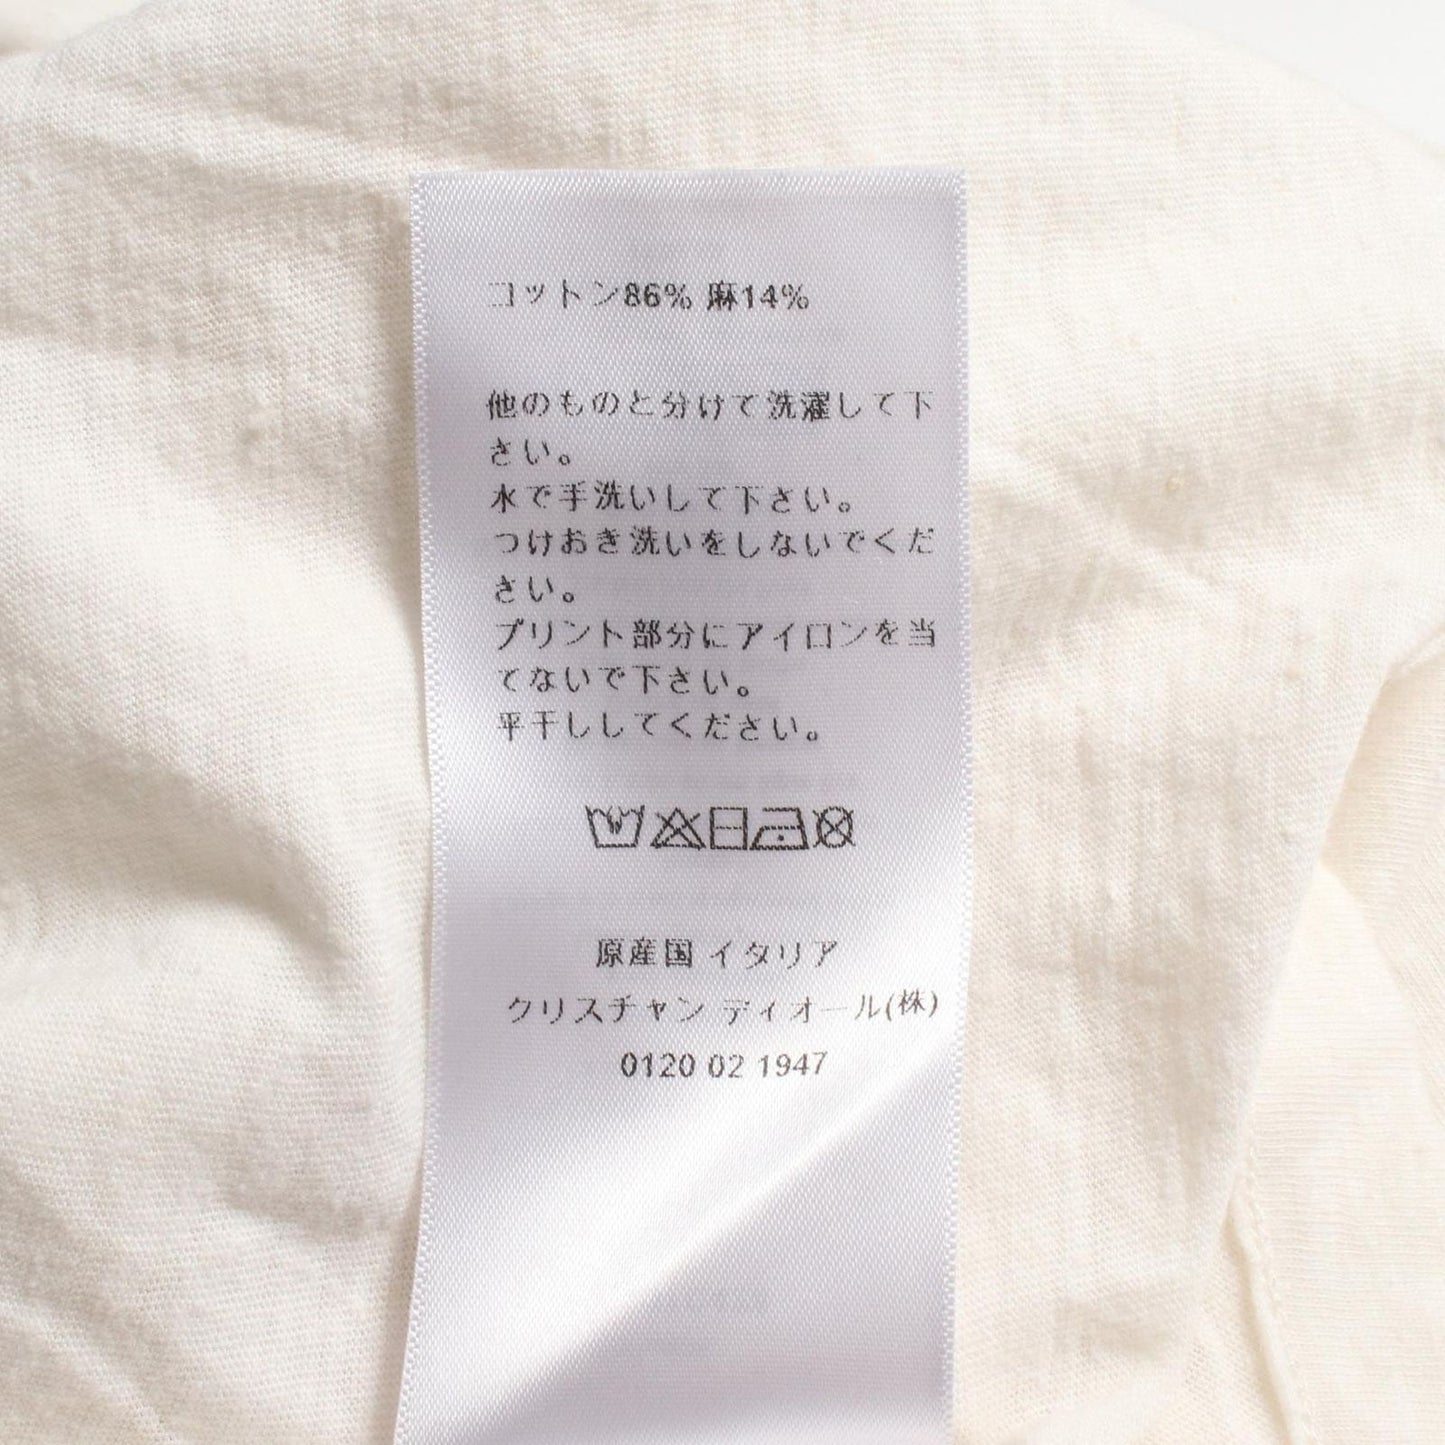 コットン86% 麻14%
他のものと分けて洗濯して下
さい。
水で手洗いして下さい。
つけおき洗いをしないでくだ
さい。
プリント部分にアイロンを当
てないで下さい。
平干ししてください。
原産国 イタリア
クリスチャン ディオール(株)
0120 02 1947